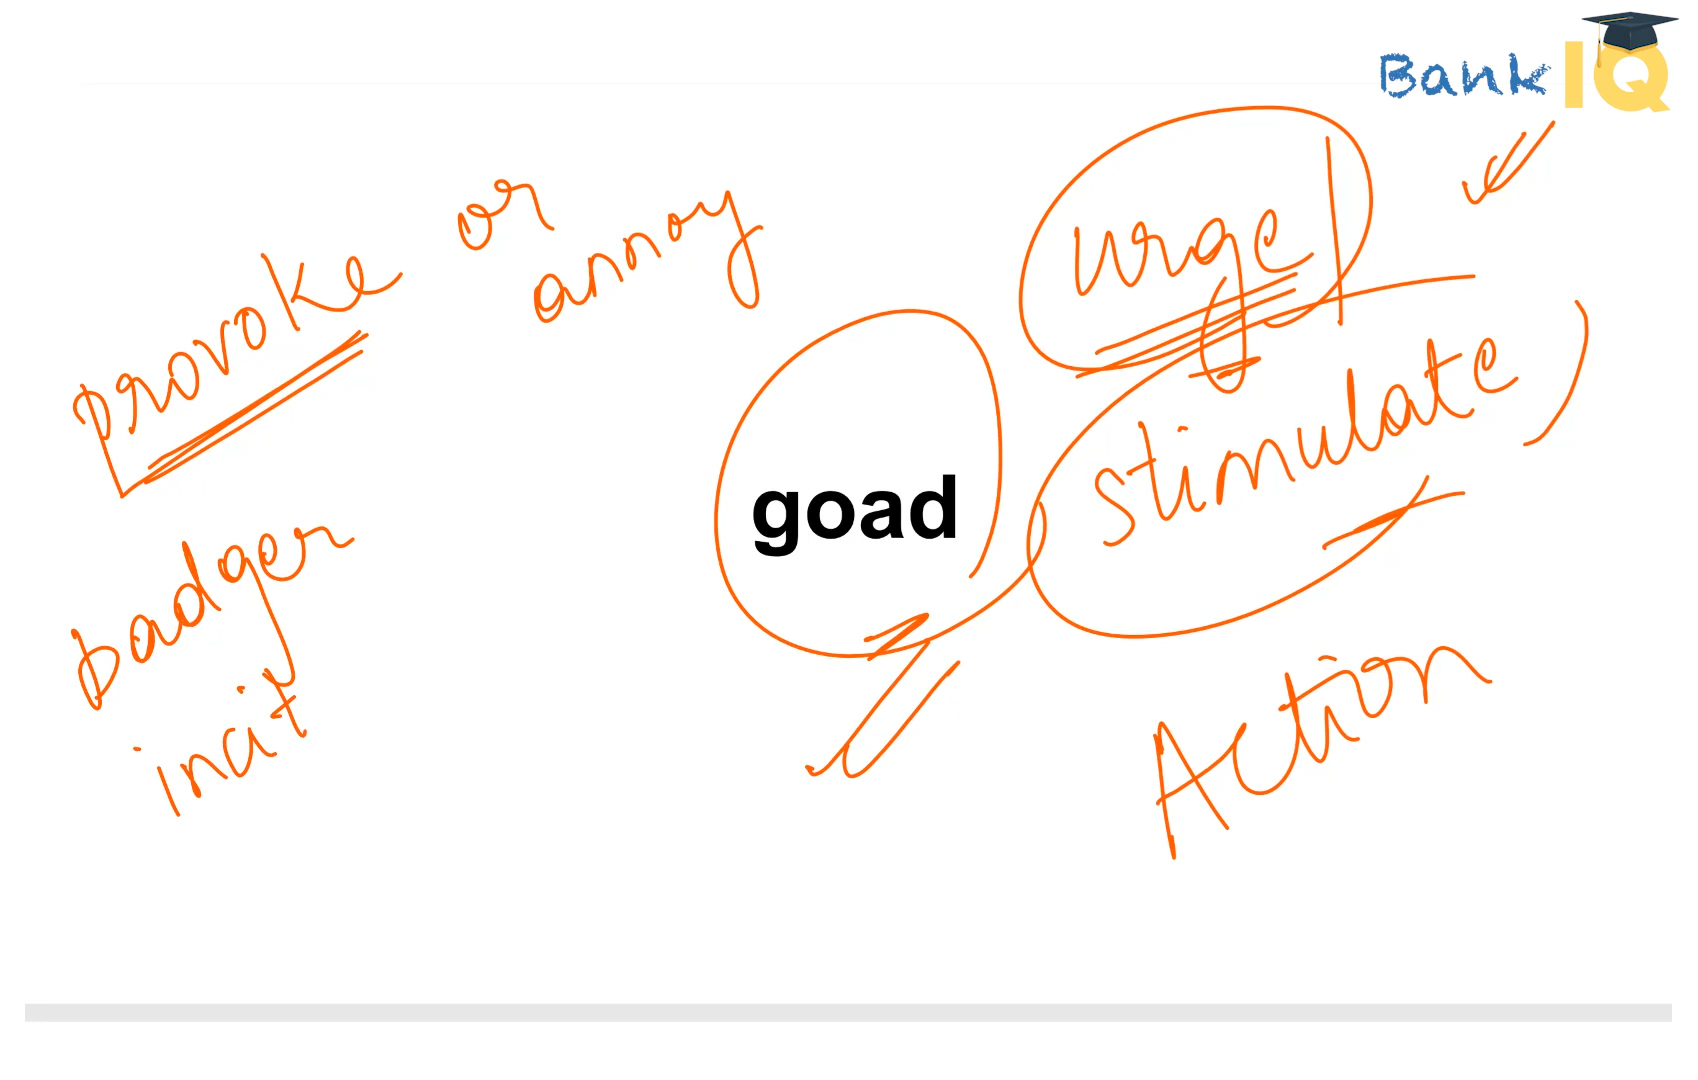 Bank IQ
provoke or
annoy
urge
stimulate
goad
badger
incit
Action